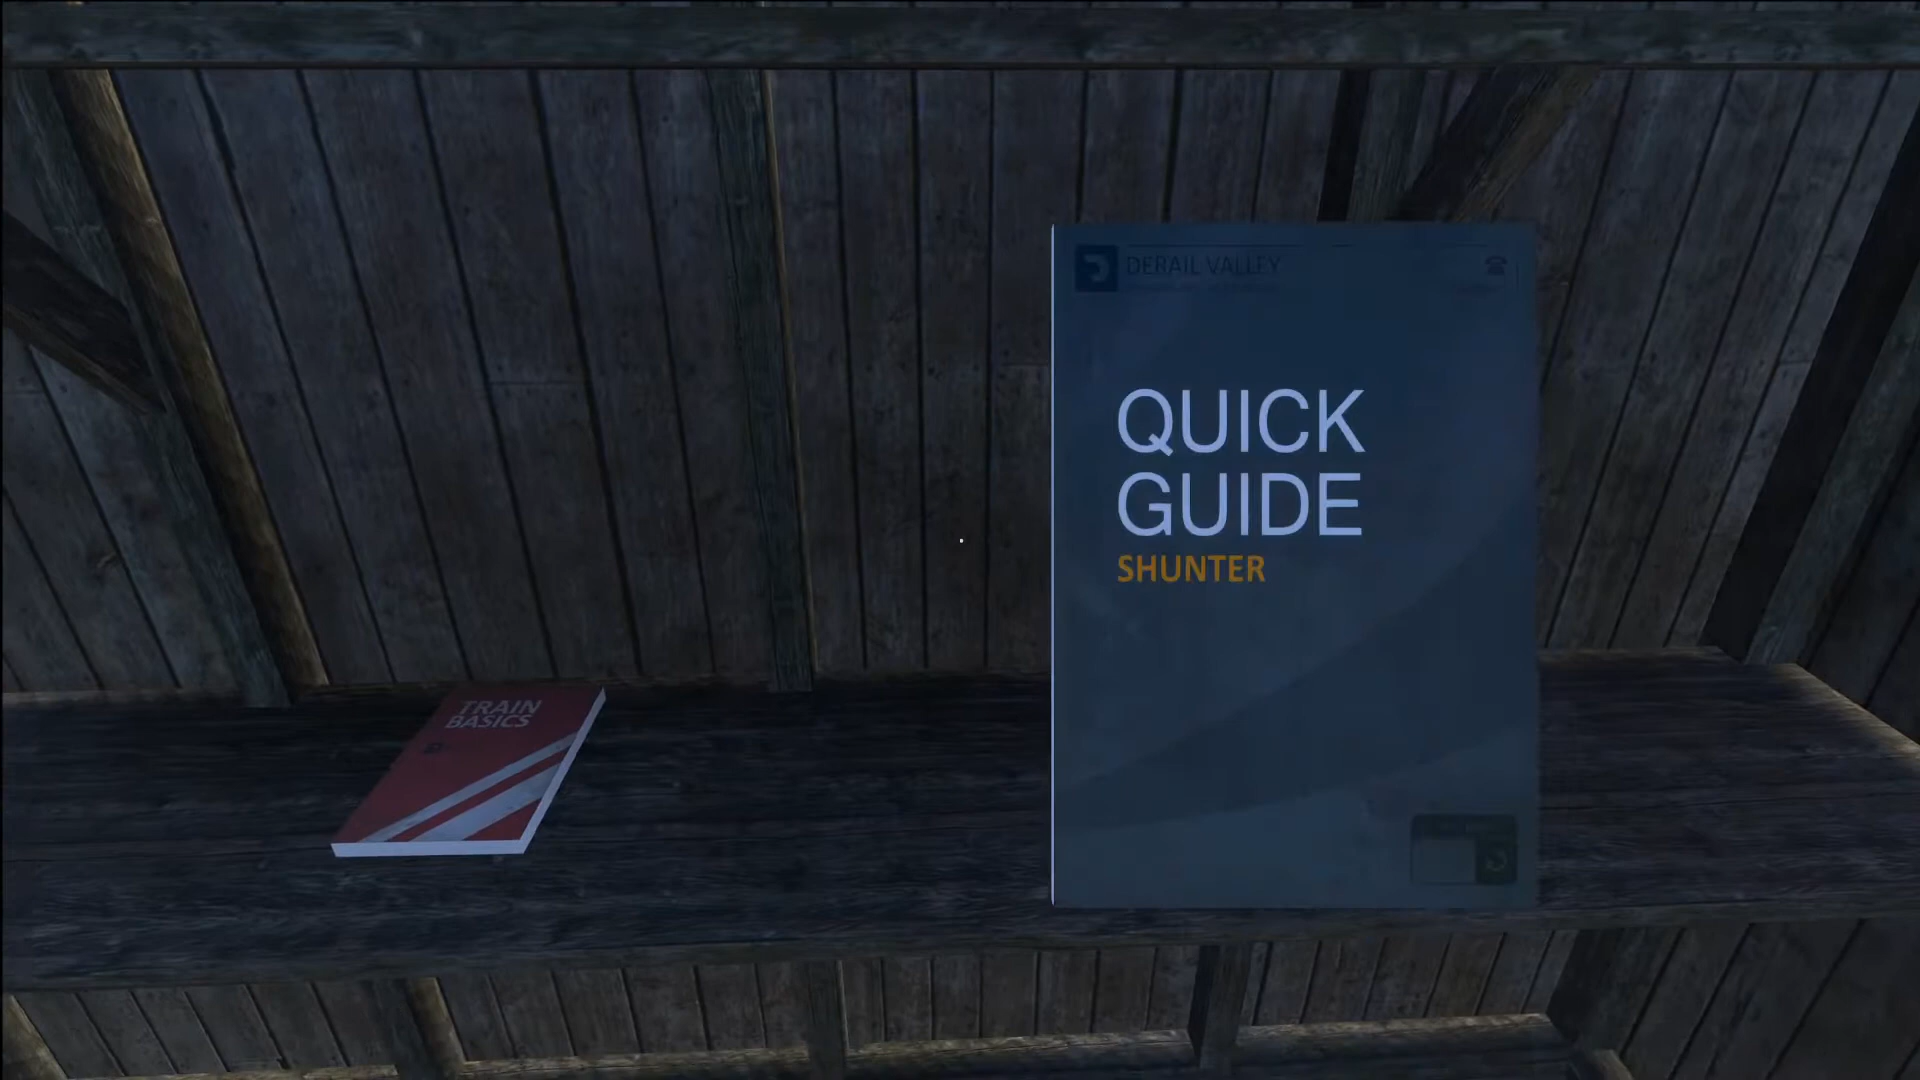 DERAIL VALLEY
QUICK
GUIDE
SHUNTER
TRAIN
BASICS